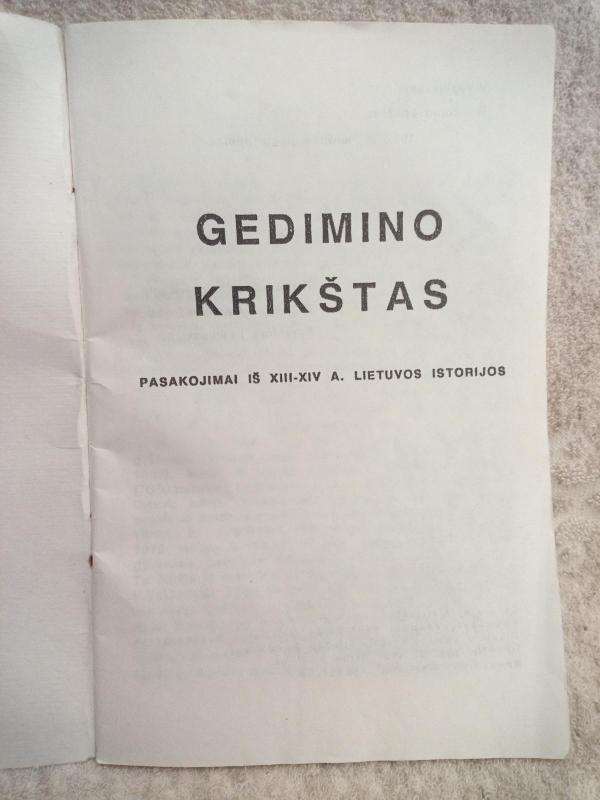 GEDIMINO
KRIKŠTAS
PASAKOJIMAI IŠ XIII-XIV A. LIETUVOS ISTORIJOS